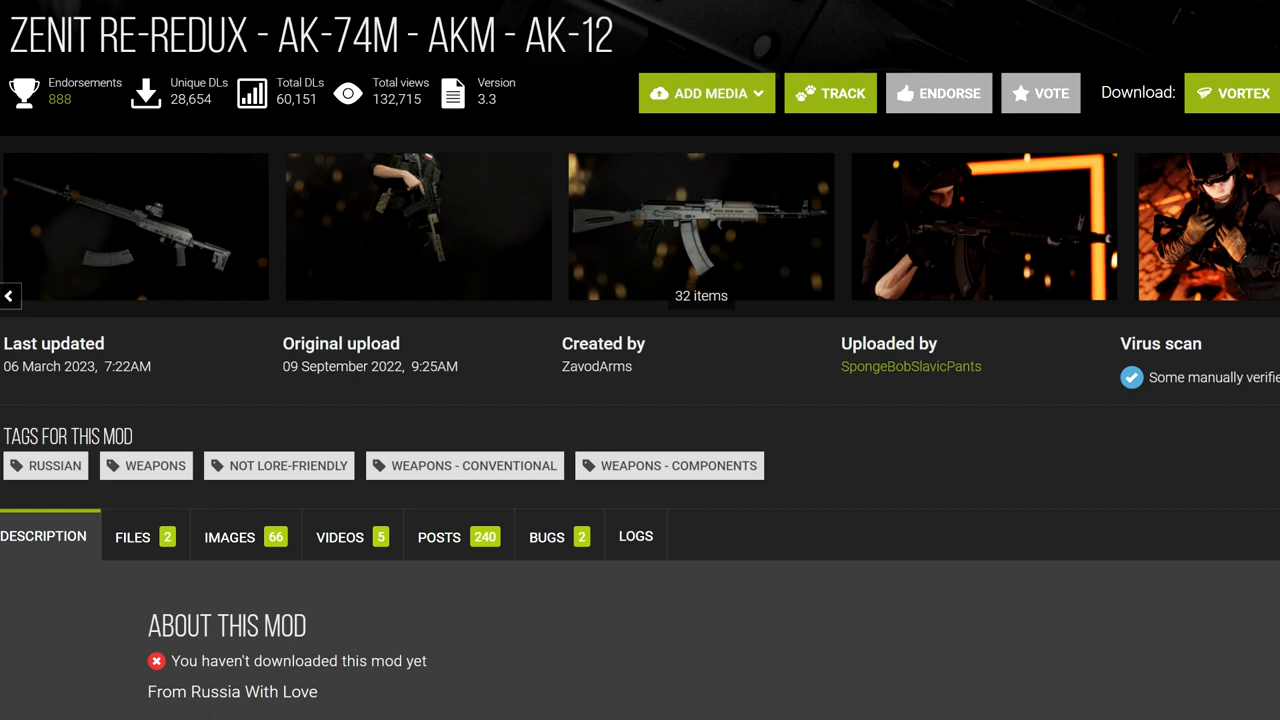 ZENIT RE-REDUX - AK-74M - AKM - AK-12
Endorsements
888
Unique DLs
28,654
Total DLs
60,151
Total views
132,715
Version
3.3
ADD MEDIA
TRACK
ENDORSE
VOTE
Download:
VORTEX
32 items
Last updated
06 March 2023, 7:22AM
Original upload
09 September 2022, 9:25AM
Created by
ZavodArms
Uploaded by
SpongeBobSlavicPants
Virus scan
Some manually verifie
TAGS FOR THIS MOD
RUSSIAN
WEAPONS
NOT LORE-FRIENDLY
WEAPONS - CONVENTIONAL
WEAPONS - COMPONENTS
DESCRIPTION
FILES 2
IMAGES 66
VIDEOS 5
POSTS 240
BUGS 2
LOGS
ABOUT THIS MOD
You haven't downloaded this mod yet
From Russia With Love